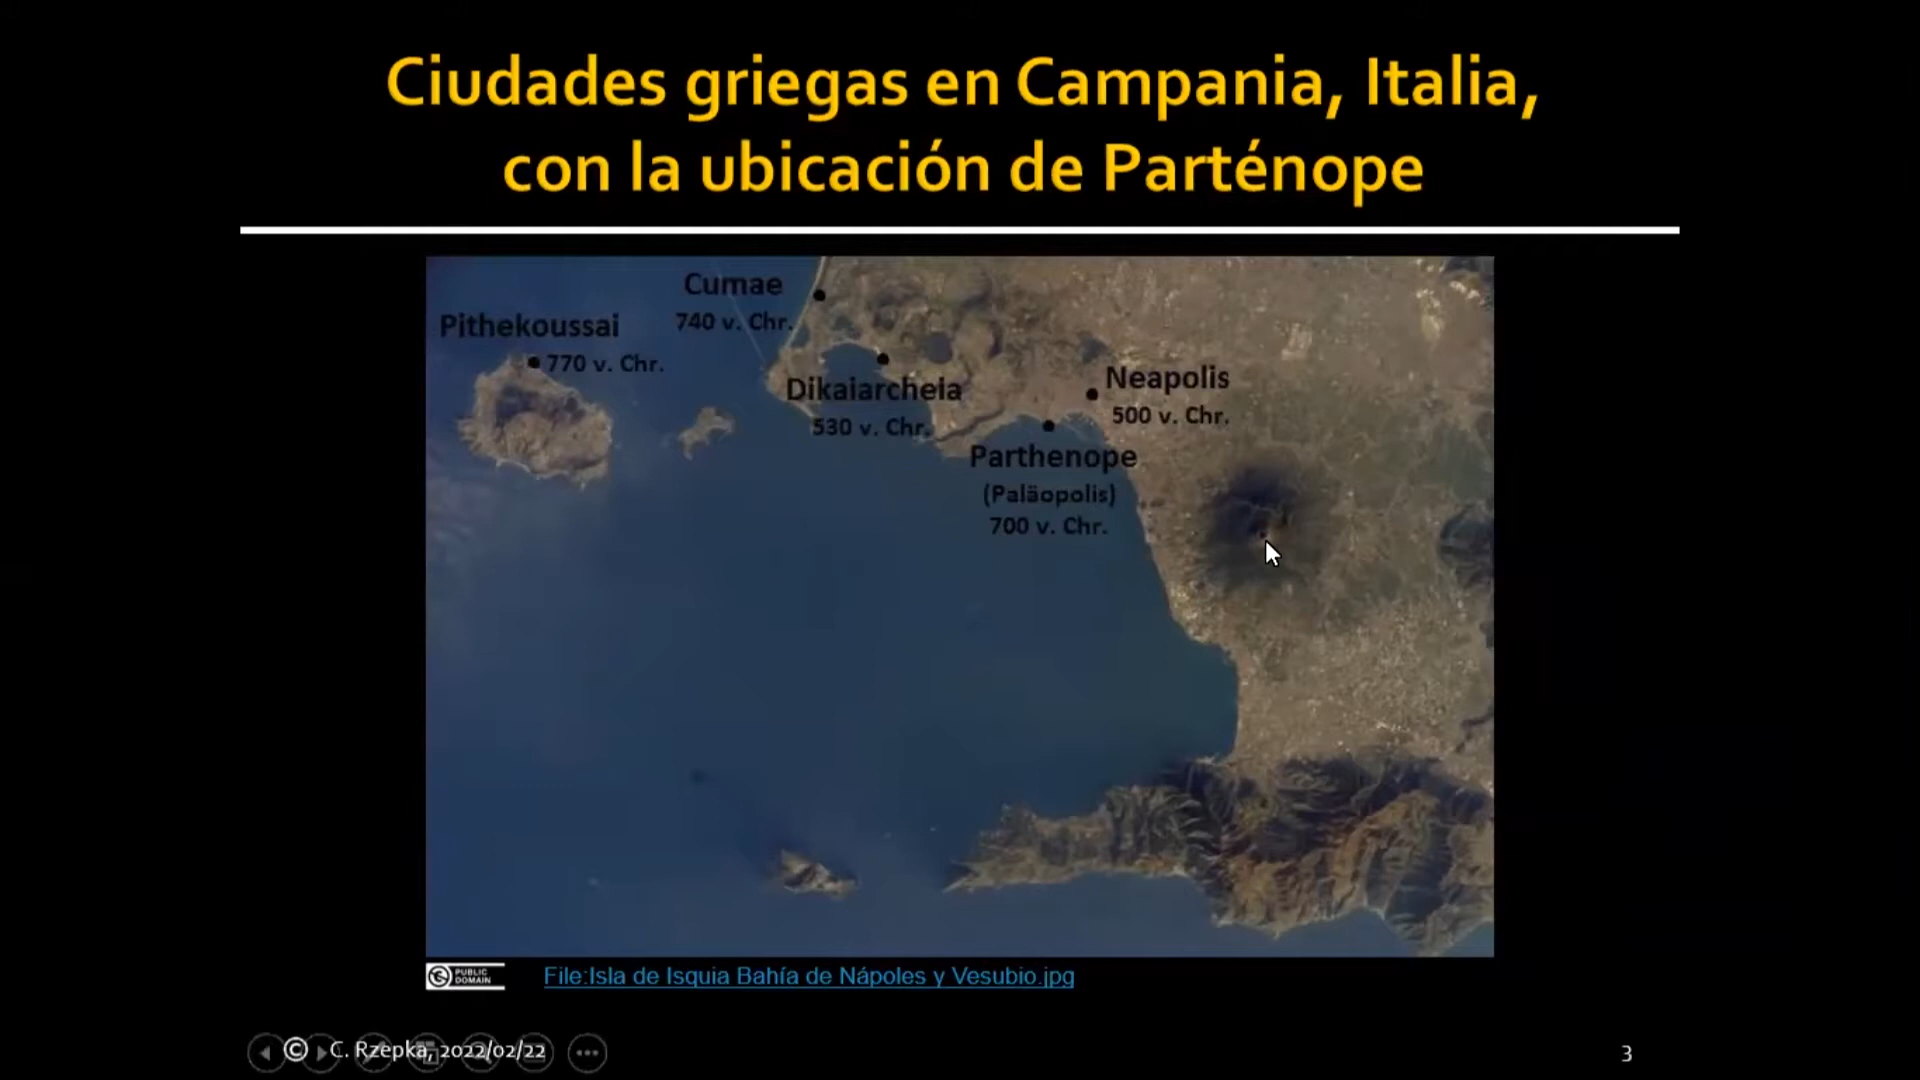 Ciudades griegas en Campania, Italia,
con la ubicación de Parténope
Cumae
740 v. Chr.
Pithekoussai
770 v. Chr.
Dikaiarcheia
530 v. Chr.
Neapolis
500 v. Chr.
Parthenope
(Paläopolis)
700 v. Chr.
PUBLIC
DOMAIN
File:Isla de Isquia Bahía de Nápoles y Vesubio.jpg
© C. Rzepka, 2022/02/22
3